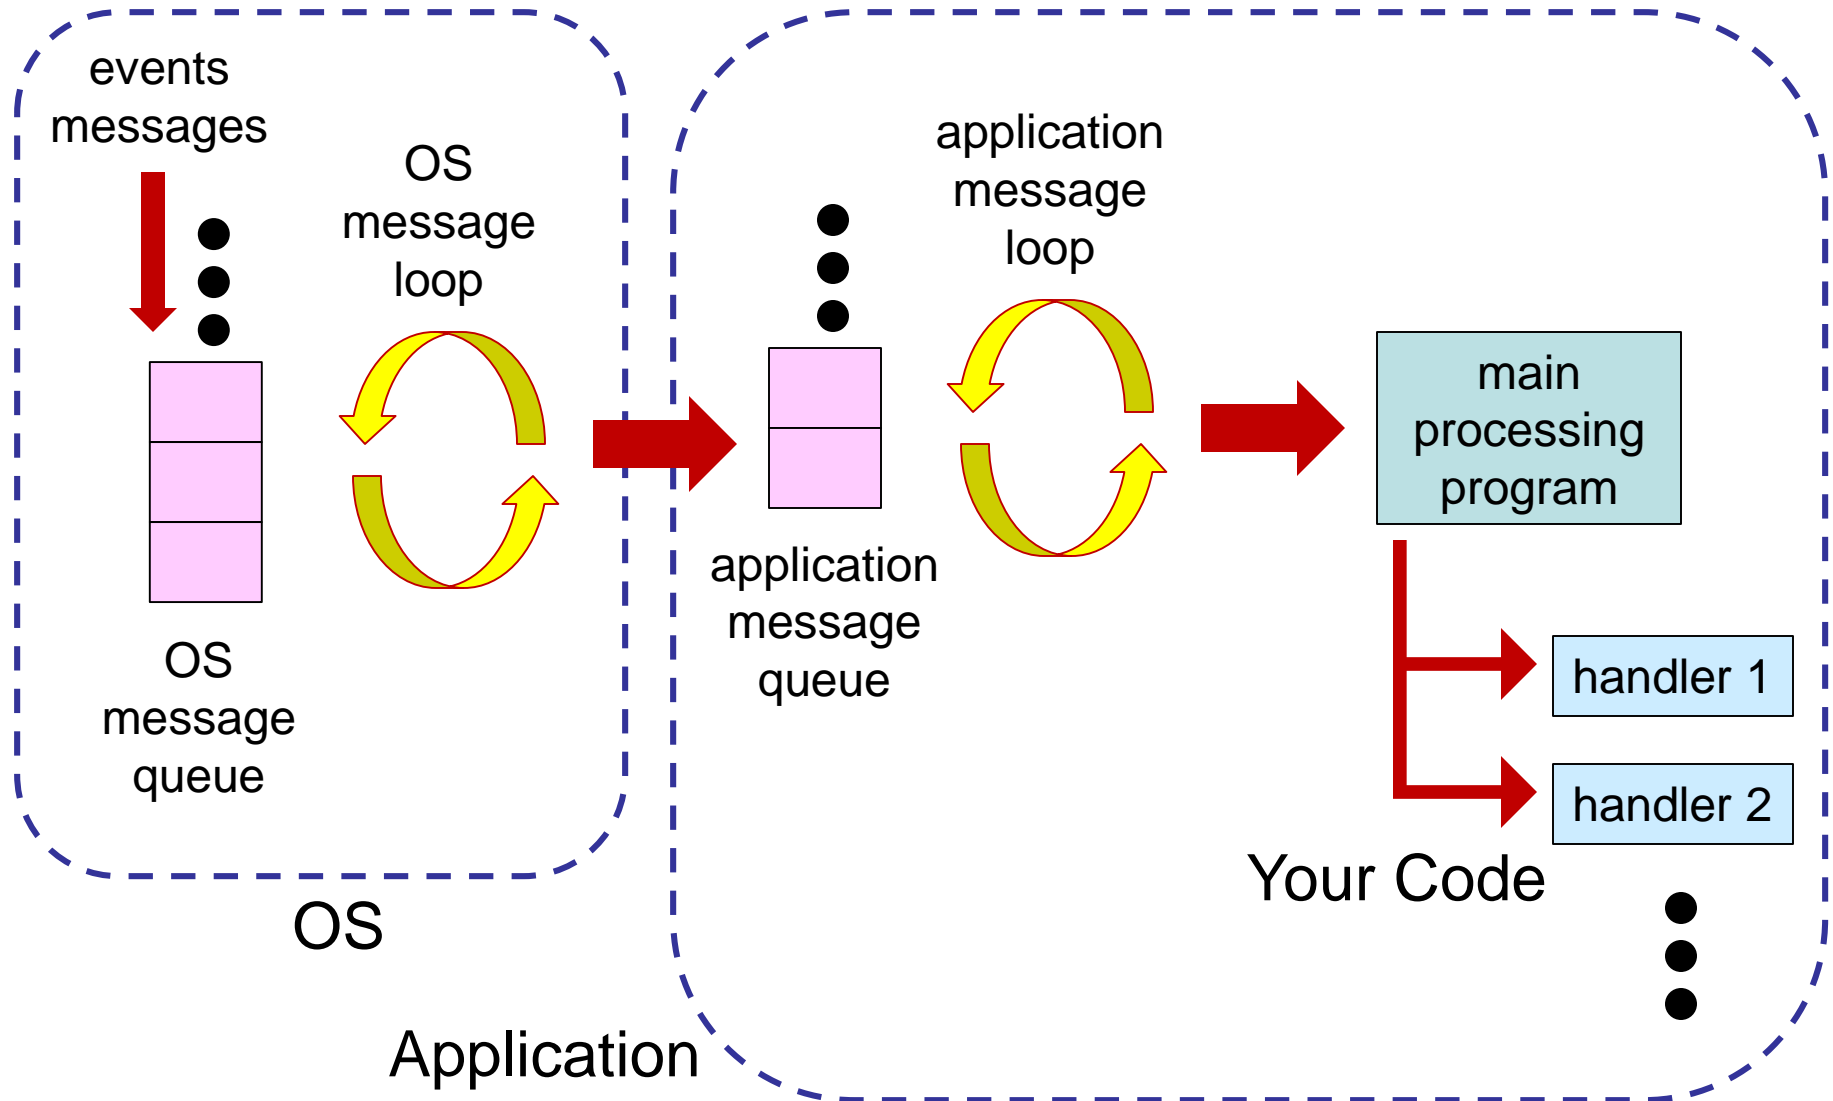 events
messages
OS
message
loop
OS
message
queue
OS
application
message
loop
application
message
queue
main
processing
program
handler 1
handler 2
Your Code
Application